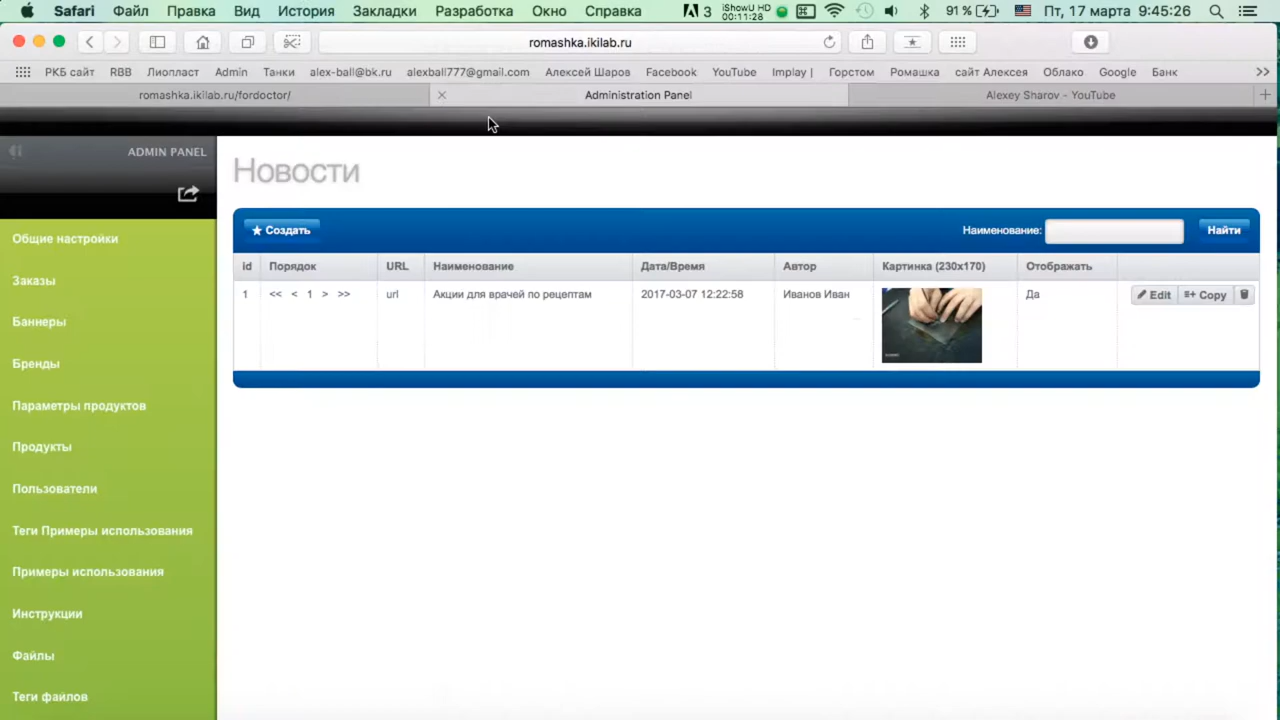 Safari Файл Правка Вид История Закладки Разработка Окно Справка 3 iShowU HD 00:11:28 91 % Пт, 17 марта 9:45:26
romashka.ikilab.ru
РКБ сайт RBB Лиопласт Admin Танки alex-ball@bk.ru alexball777@gmail.com Алексей Шаров Facebook YouTube Implay | Горстом Ромашка сайт Алексея Облако Google Банк >>
romashka.ikilab.ru/fordoctor/ Administration Panel Alexey Sharov - YouTube
ADMIN PANEL
Общие настройки
Заказы
Баннеры
Бренды
Параметры продуктов
Продукты
Пользователи
Теги Примеры использования
Примеры использования
Инструкции
Файлы
Теги файлов
Новости
Создать Наименование: Найти
id Порядок URL Наименование Дата/Время Автор Картинка (230x170) Отображать
1 << < 1 > >> url Акции для врачей по рецептам 2017-03-07 12:22:58 Иванов Иван Да Edit Copy